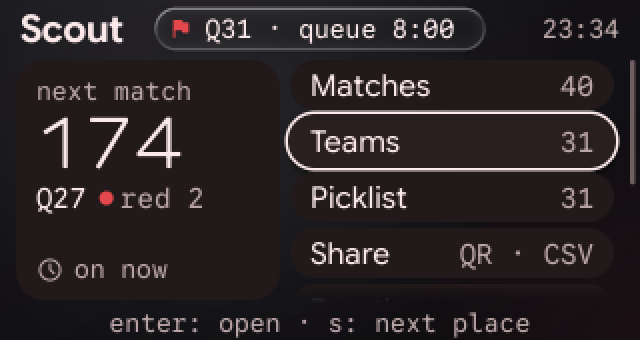 Scout
Q31 · queue 8:00
23:34
next match
174
Q27 red 2
on now
Matches 40
Teams 31
Picklist 31
Share QR · CSV
enter: open · s: next place